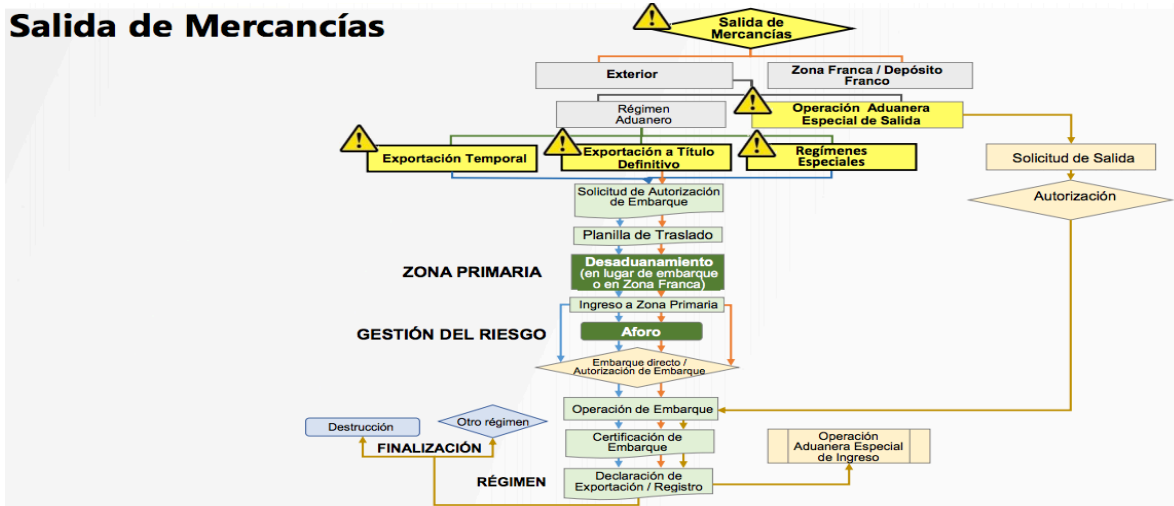 Salida de Mercancías
!
Salida de
Mercancías
Exterior
Zona Franca / Depósito
Franco
Régimen
Aduanero
!
Operación Aduanera
Especial de Salida
!
Exportación Temporal
!
Exportación a Título
Definitivo
!
Regímenes
Especiales
Solicitud de Salida
Solicitud de Autorización
de Embarque
Autorización
Planilla de Traslado
ZONA PRIMARIA
Desaduanamiento
(en lugar de embarque
o en Zona Franca)
Ingreso a Zona Primaria
GESTIÓN DEL RIESGO
Aforo
Embarque directo /
Autorización de Embarque
Operación de Embarque
Destrucción
Otro régimen
FINALIZACIÓN
Certificación de
Embarque
Operación
Aduanera Especial
de Ingreso
RÉGIMEN
Declaración de
Exportación / Registro